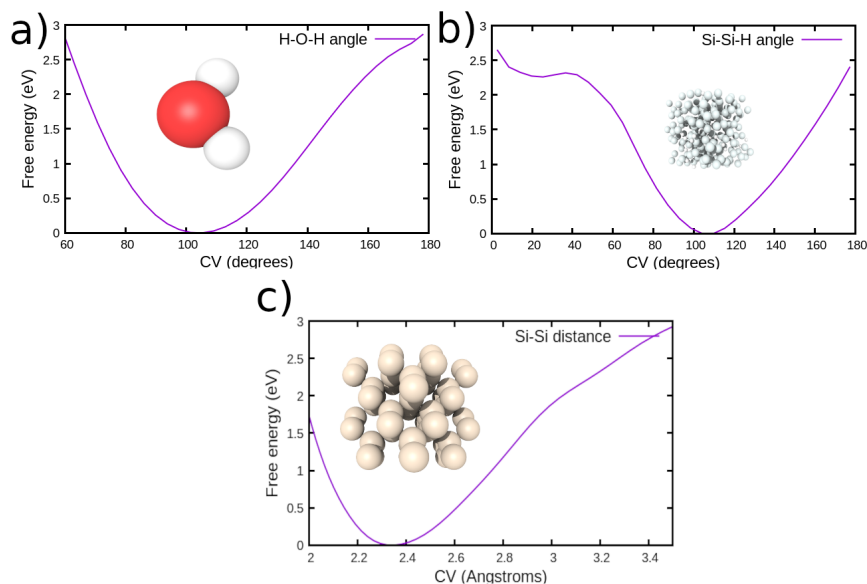 a)
H-O-H angle
Free energy (eV)
3
2.5
2
1.5
1
0.5
0
60 80 100 120 140 160 180
CV (degrees)
b)
Si-Si-H angle
Free energy (eV)
3
2.5
2
1.5
1
0.5
0
0 20 40 60 80 100 120 140 160 180
CV (degrees)
c)
Si-Si distance
Free energy (eV)
3
2.5
2
1.5
1
0.5
0
2 2.2 2.4 2.6 2.8 3 3.2 3.4
CV (Angstroms)